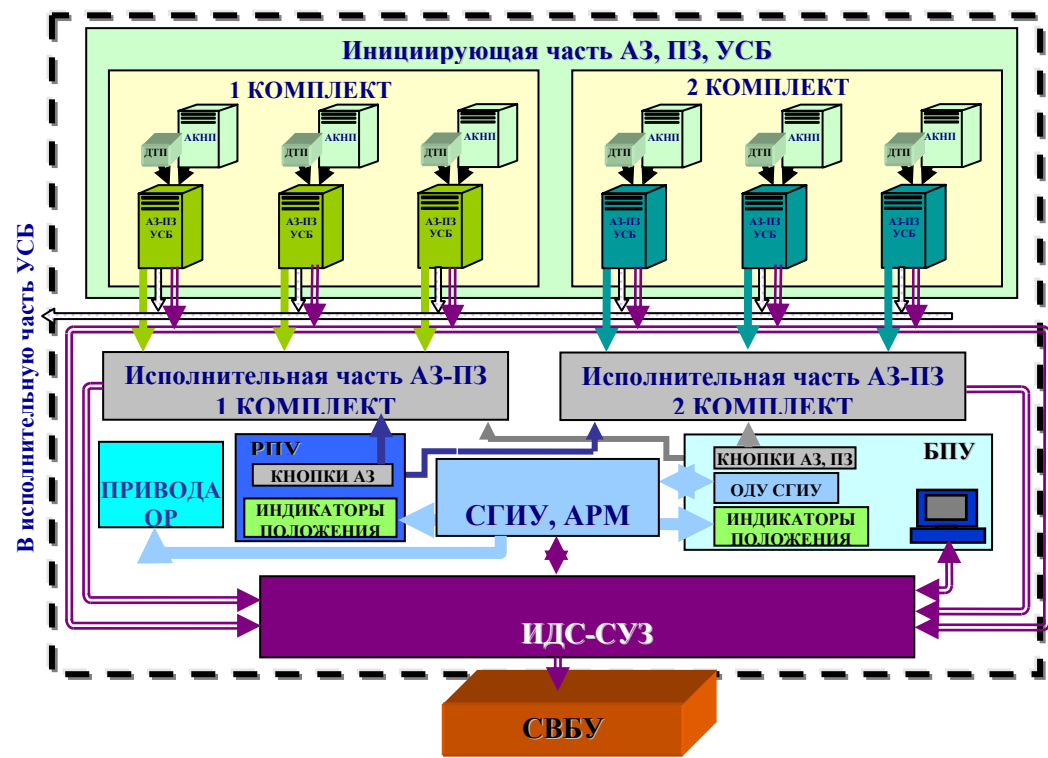 Инициирующая часть АЗ, ПЗ, УСБ
1 КОМПЛЕКТ
2 КОМПЛЕКТ
АКНП
АКНП
АКНП
АКНП
АКНП
АКНП
ДТП
ДТП
ДТП
ДТП
ДТП
ДТП
АЗ-ПЗ
УСБ
АЗ-ПЗ
УСБ
АЗ-ПЗ
УСБ
АЗ-ПЗ
УСБ
АЗ-ПЗ
УСБ
АЗ-ПЗ
УСБ
В исполнительную часть УСБ
Исполнительная часть АЗ-ПЗ
1 КОМПЛЕКТ
Исполнительная часть АЗ-ПЗ
2 КОМПЛЕКТ
ПРИВОДА
ОР
РПУ
КНОПКИ АЗ
ИНДИКАТОРЫ
ПОЛОЖЕНИЯ
СГИУ, АРМ
БПУ
КНОПКИ АЗ, ПЗ
ОДУ СГИУ
ИНДИКАТОРЫ
ПОЛОЖЕНИЯ
ИДС-СУЗ
СВБУ